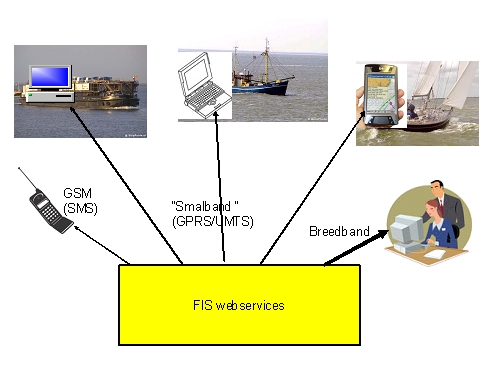 GSM
(SMS)
"Smalband "
(GPRS/UMTS)
Breedband
FIS webservices